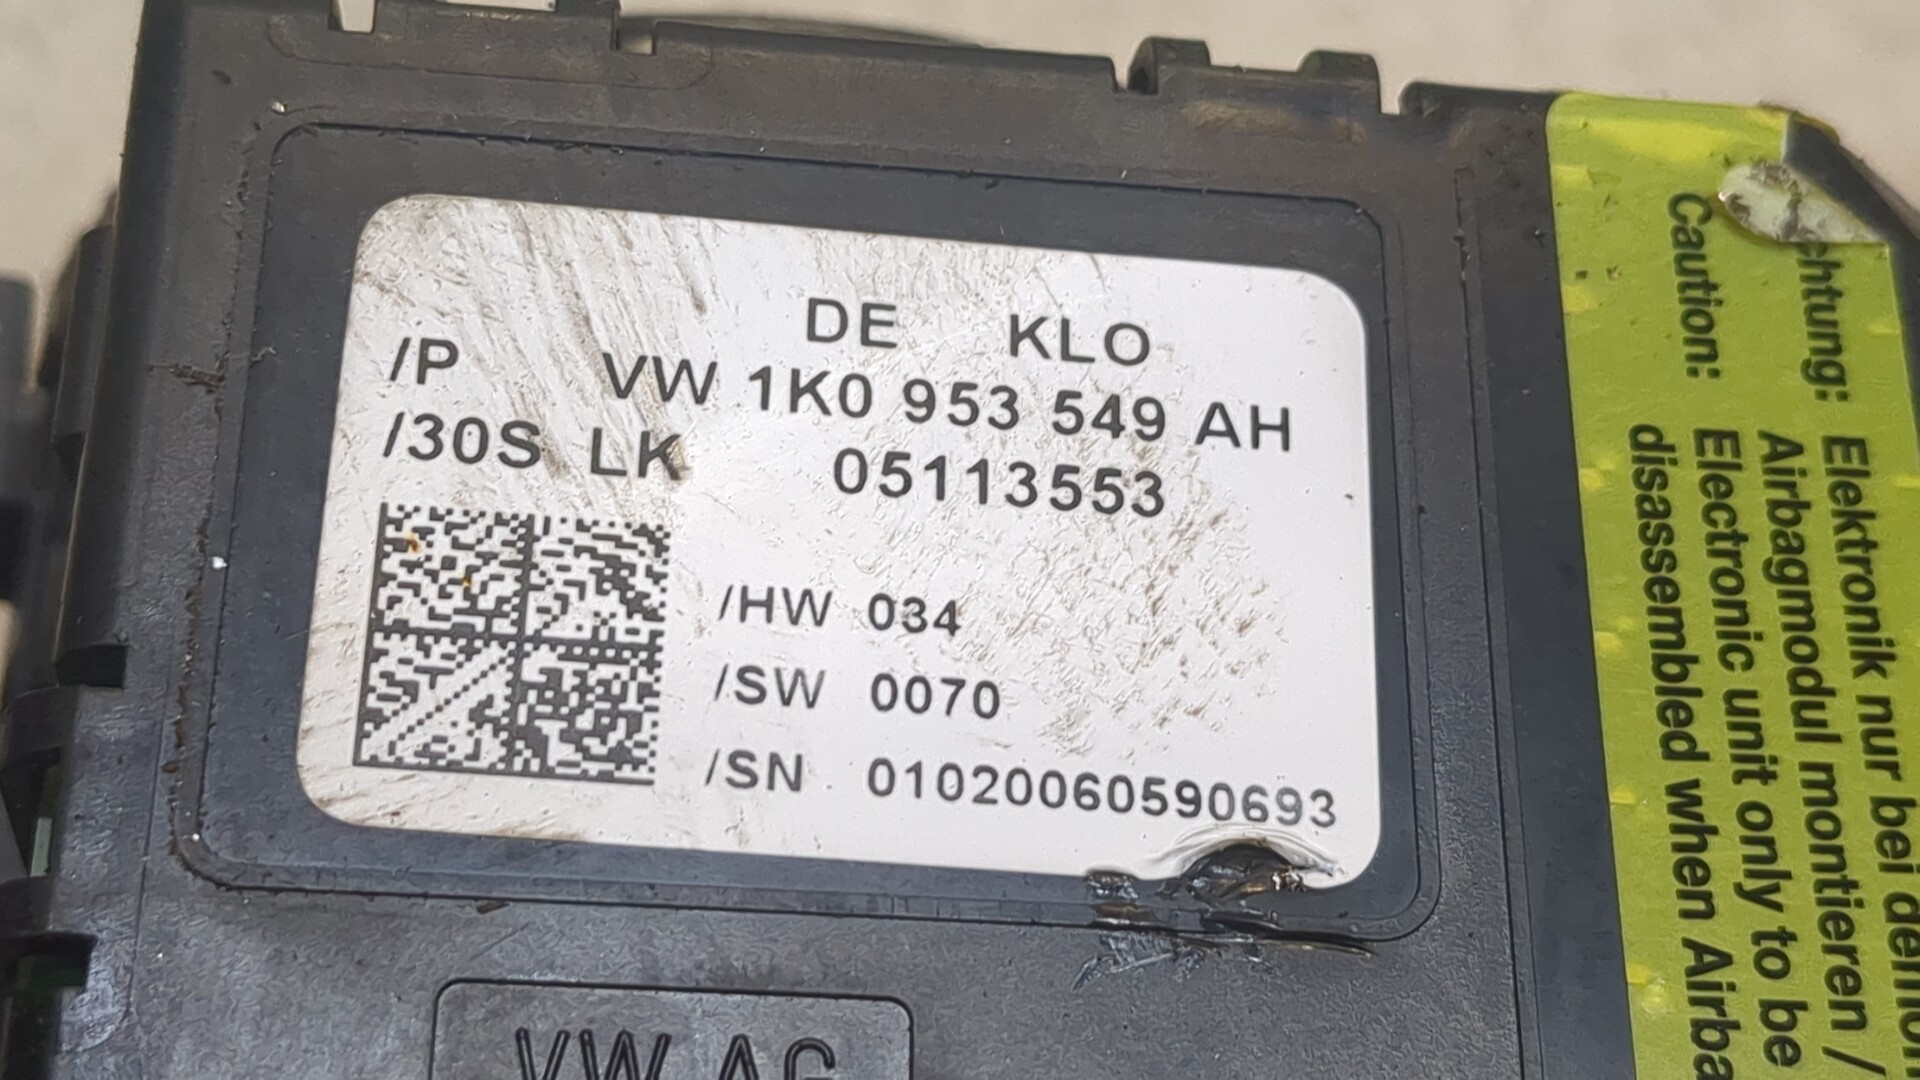 DE KLO
/P VW 1K0 953 549 AH
/30S LK 05113553
/HW 034
/SW 0070
/SN 01020060590693
VW AG
chtung: Elektronik nur bei
Airbagmodul montieren /
Caution: Electronic unit only to be
disassembled when